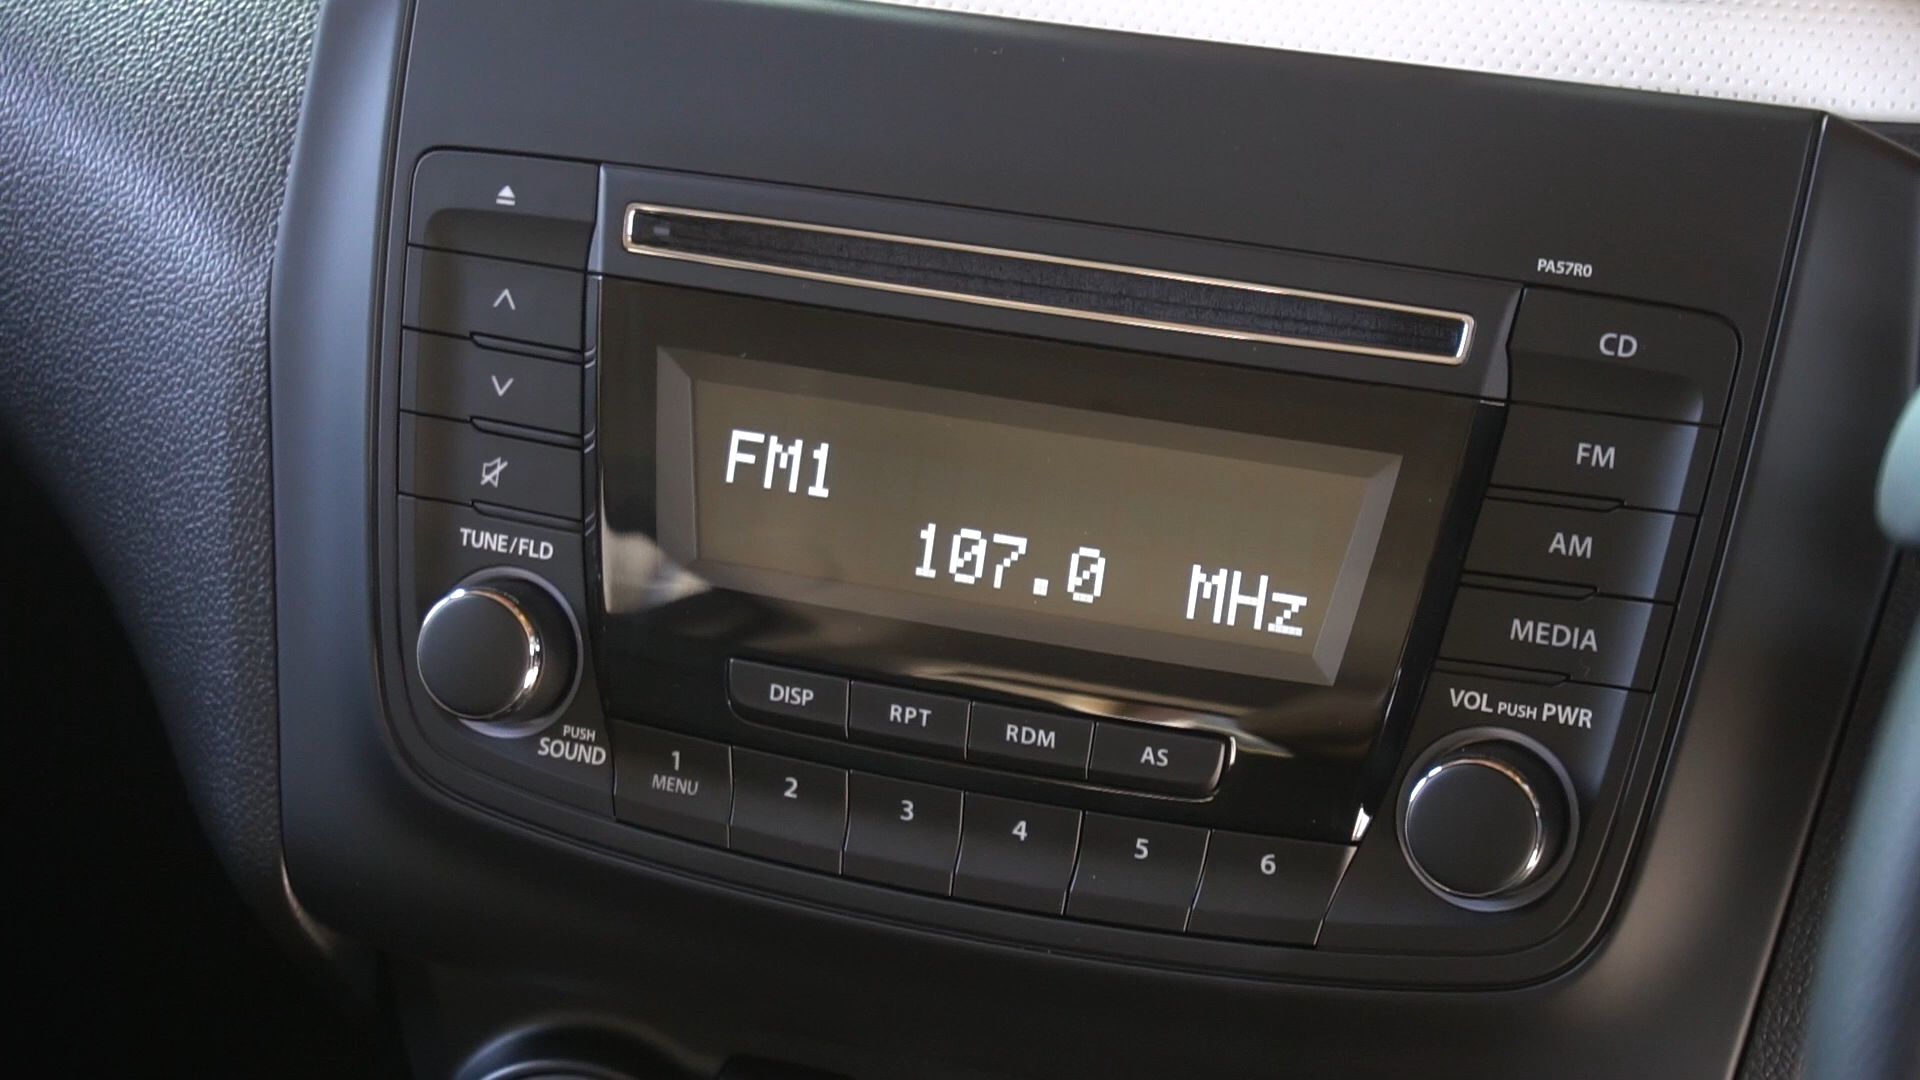 PA57R0
CD
FM
AM
MEDIA
FM1
107.0 MHz
TUNE/FLD
PUSH
SOUND
VOL PUSH PWR
DISP
RPT
RDM
AS
1
MENU
2
3
4
5
6